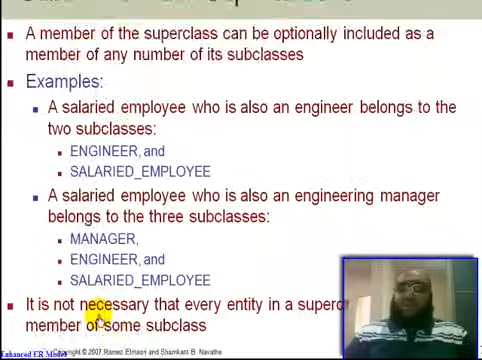 A member of the superclass can be optionally included as a
member of any number of its subclasses
Examples:
A salaried employee who is also an engineer belongs to the
two subclasses:
ENGINEER, and
SALARIED_EMPLOYEE
A salaried employee who is also an engineering manager
belongs to the three subclasses:
MANAGER,
ENGINEER, and
SALARIED_EMPLOYEE
It is not necessary that every entity in a
member of some subclass
Enhanced ER Model
Copyright © 2007 Ramez Elmasri and Shamkant B. Navathe